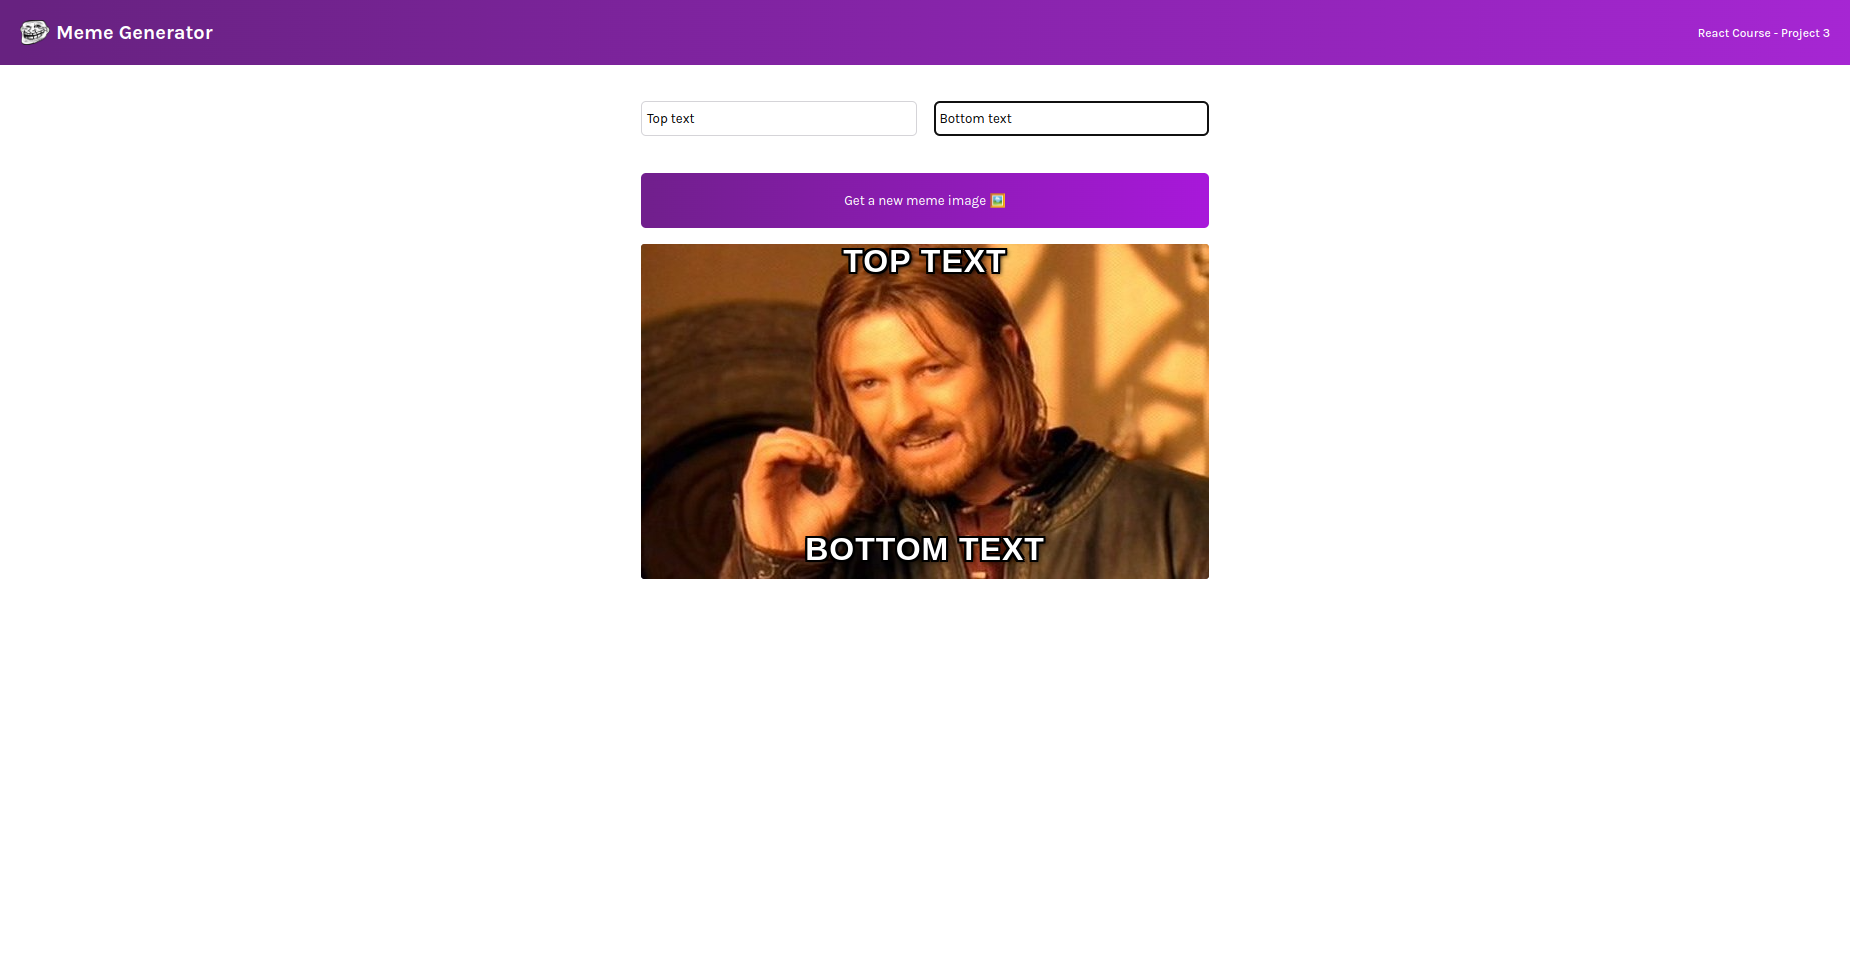 Meme Generator
React Course - Project 3
Top text
Bottom text
Get a new meme image 🖼️
TOP TEXT
BOTTOM TEXT